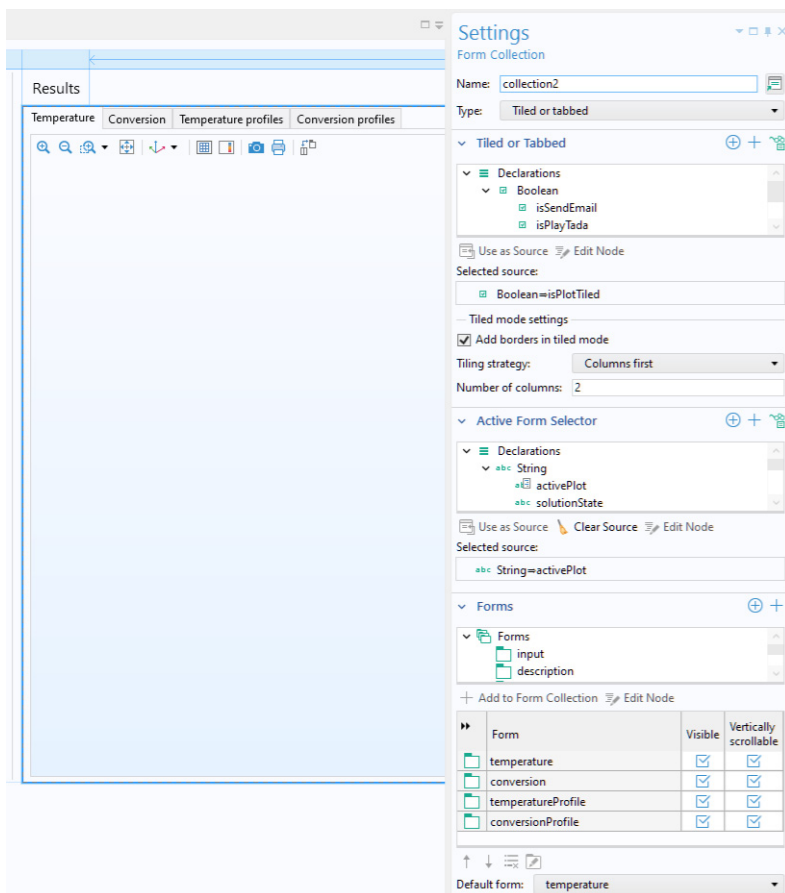 Results
Temperature Conversion Temperature profiles Conversion profiles
Settings
Form Collection
Name: collection2
Type: Tiled or tabbed
Tiled or Tabbed
Declarations
Boolean
isSendEmail
isPlayTada
Use as Source Edit Node
Selected source:
Boolean=isPlotTiled
Tiled mode settings
Add borders in tiled mode
Tiling strategy: Columns first
Number of columns: 2
Active Form Selector
Declarations
abc String
activePlot
abc solutionState
Use as Source Clear Source Edit Node
Selected source:
abc String=activePlot
Forms
Forms
input
description
Add to Form Collection Edit Node
Form Visible Vertically scrollable
temperature
conversion
temperatureProfile
conversionProfile
Default form: temperature